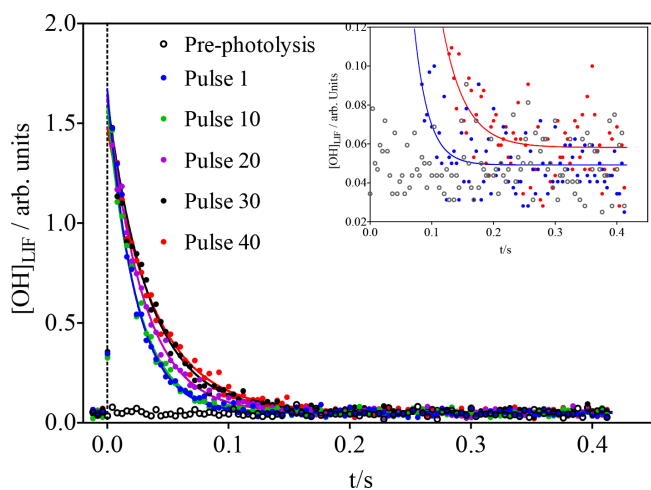 2.0
1.5
1.0
0.5
0.0
[OH]LIF / arb. units
0.0
0.1
0.2
0.3
0.4
t/s
Pre-photolysis
Pulse 1
Pulse 10
Pulse 20
Pulse 30
Pulse 40
0.12
0.10
0.08
0.06
0.04
0.02
[OH]LIF / arb. Units
0.0
0.1
0.2
0.3
0.4
t/s